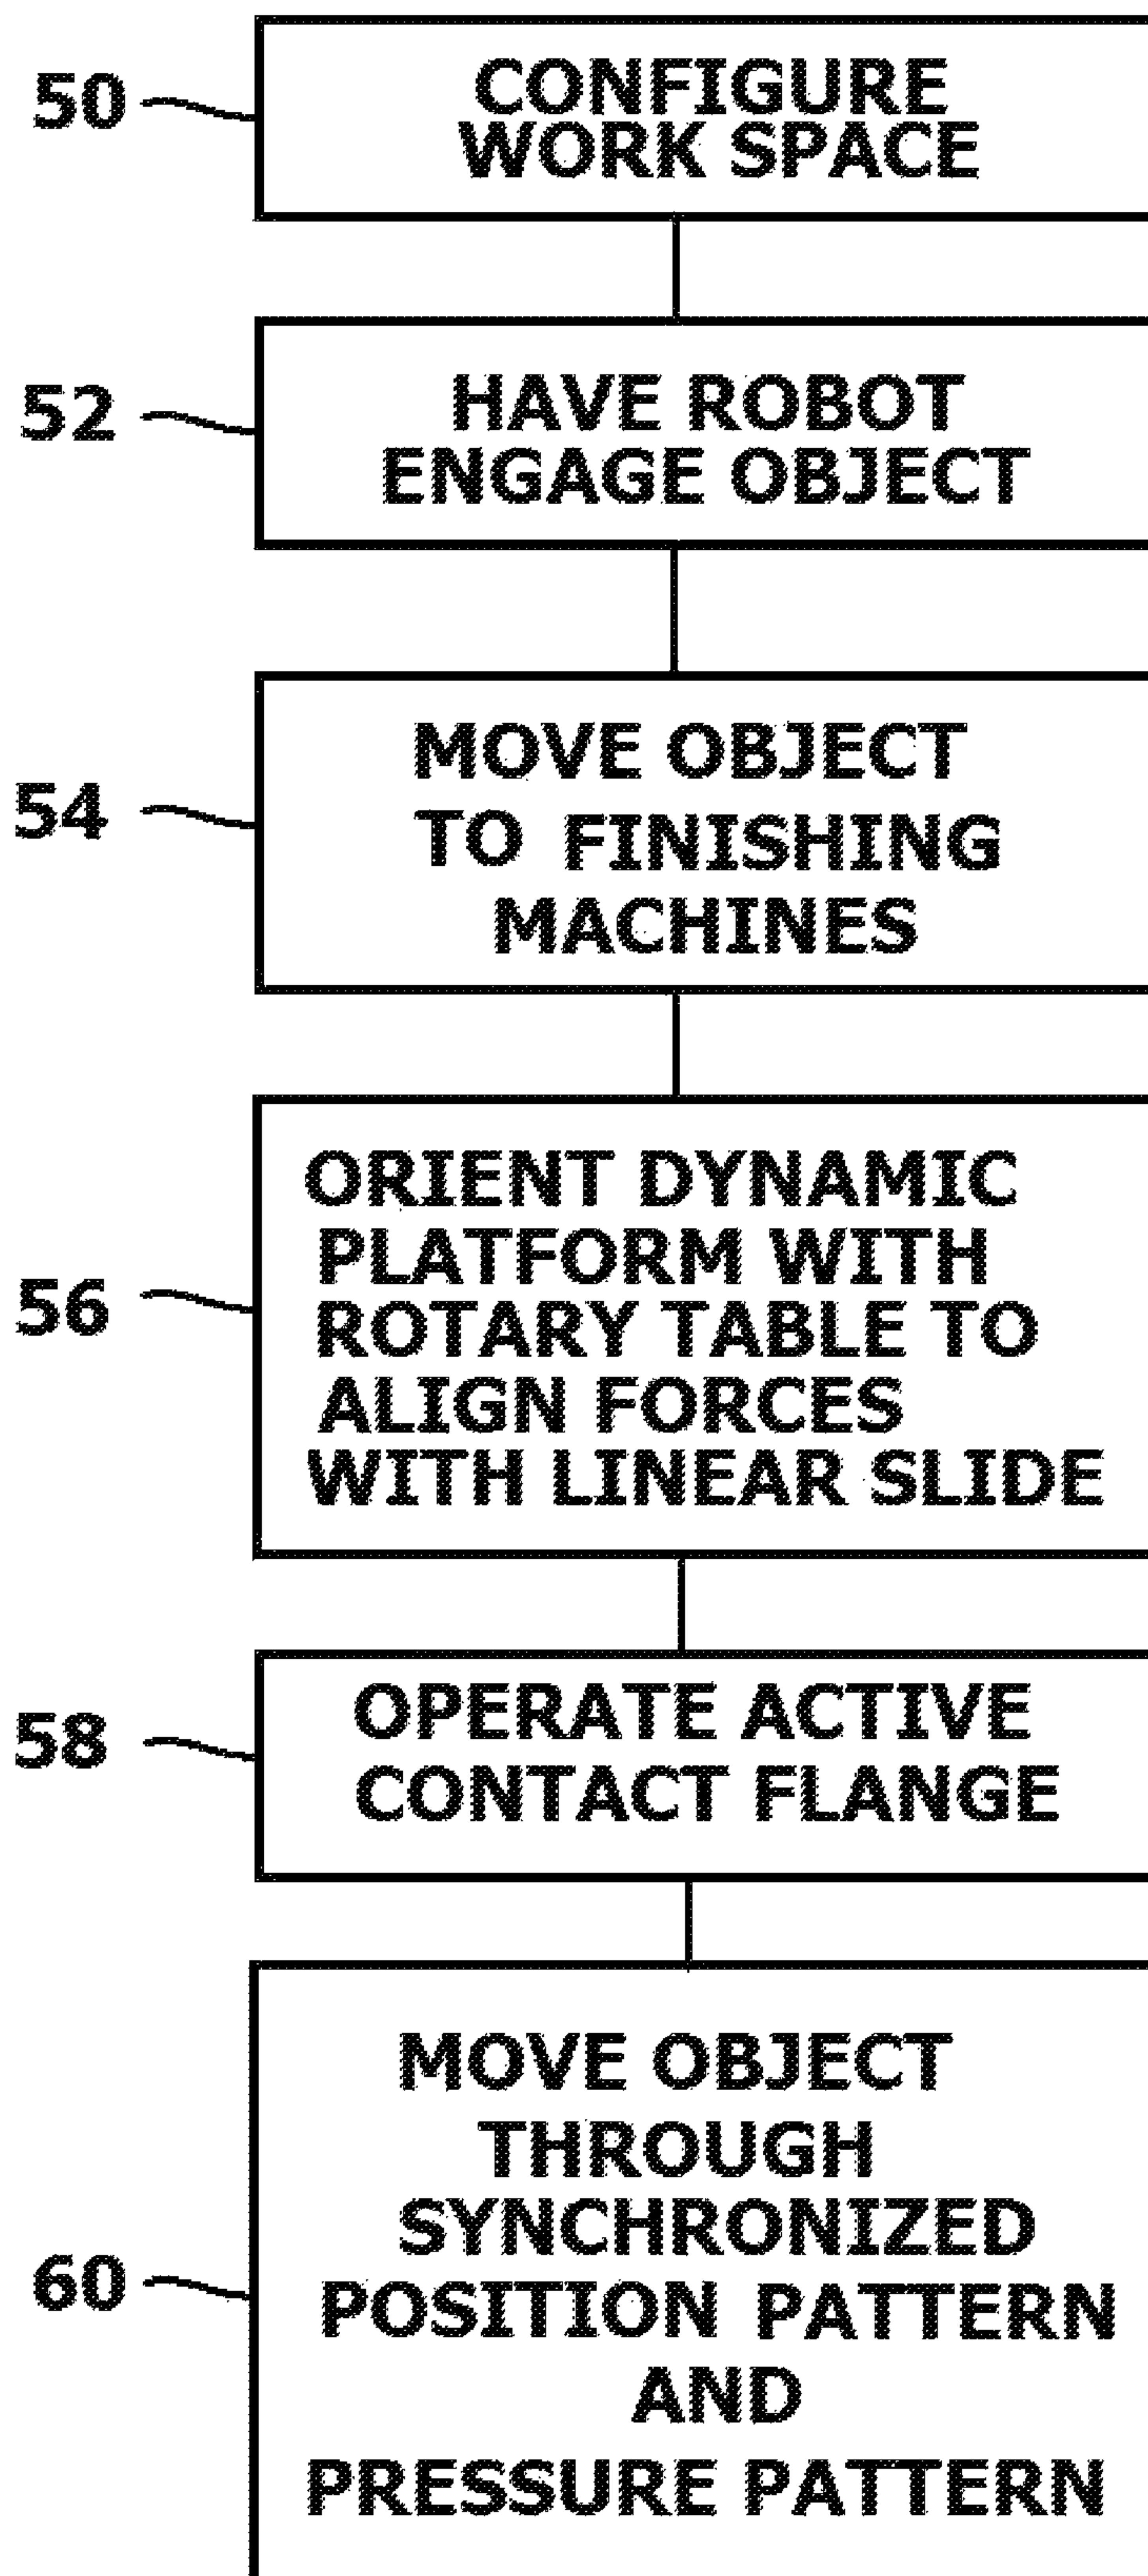 50
CONFIGURE
WORK SPACE
52
HAVE ROBOT
ENGAGE OBJECT
54
MOVE OBJECT
TO FINISHING
MACHINES
56
ORIENT DYNAMIC
PLATFORM WITH
ROTARY TABLE TO
ALIGN FORCES
WITH LINEAR SLIDE
58
OPERATE ACTIVE
CONTACT FLANGE
60
MOVE OBJECT
THROUGH
SYNCHRONIZED
POSITION PATTERN
AND
PRESSURE PATTERN